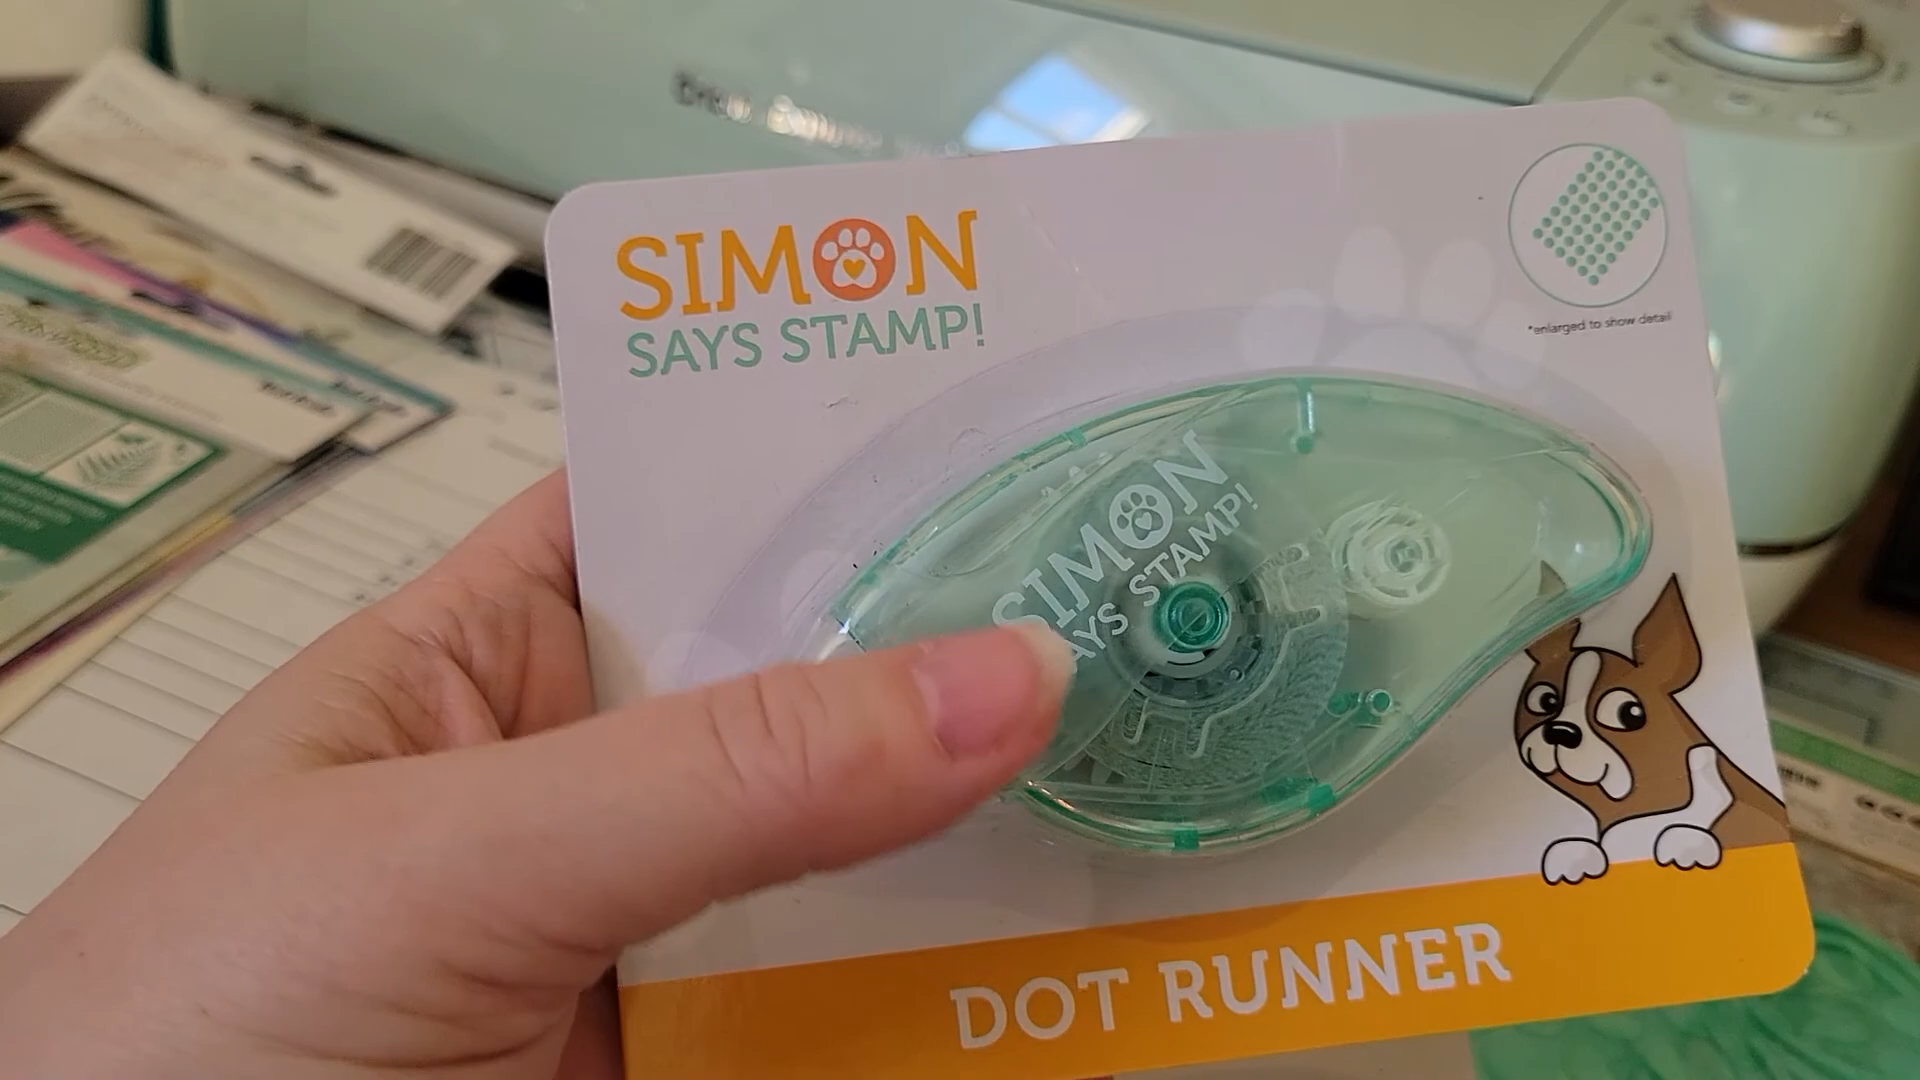 SIMON
SAYS STAMP!
*enlarged to show detail
SIMON
SAYS STAMP!
DOT RUNNER